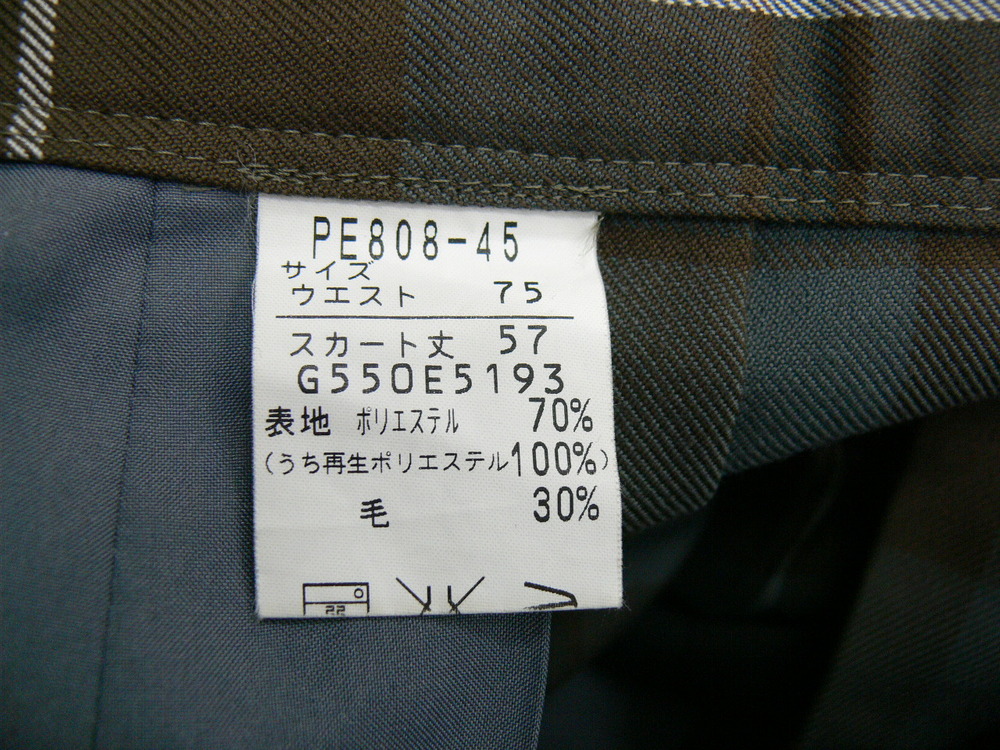 PE808-45
サイズ
ウエスト 75
スカート丈 57
G550E5193
表地 ポリエステル 70%
(うち再生ポリエステル100%)
毛 30%